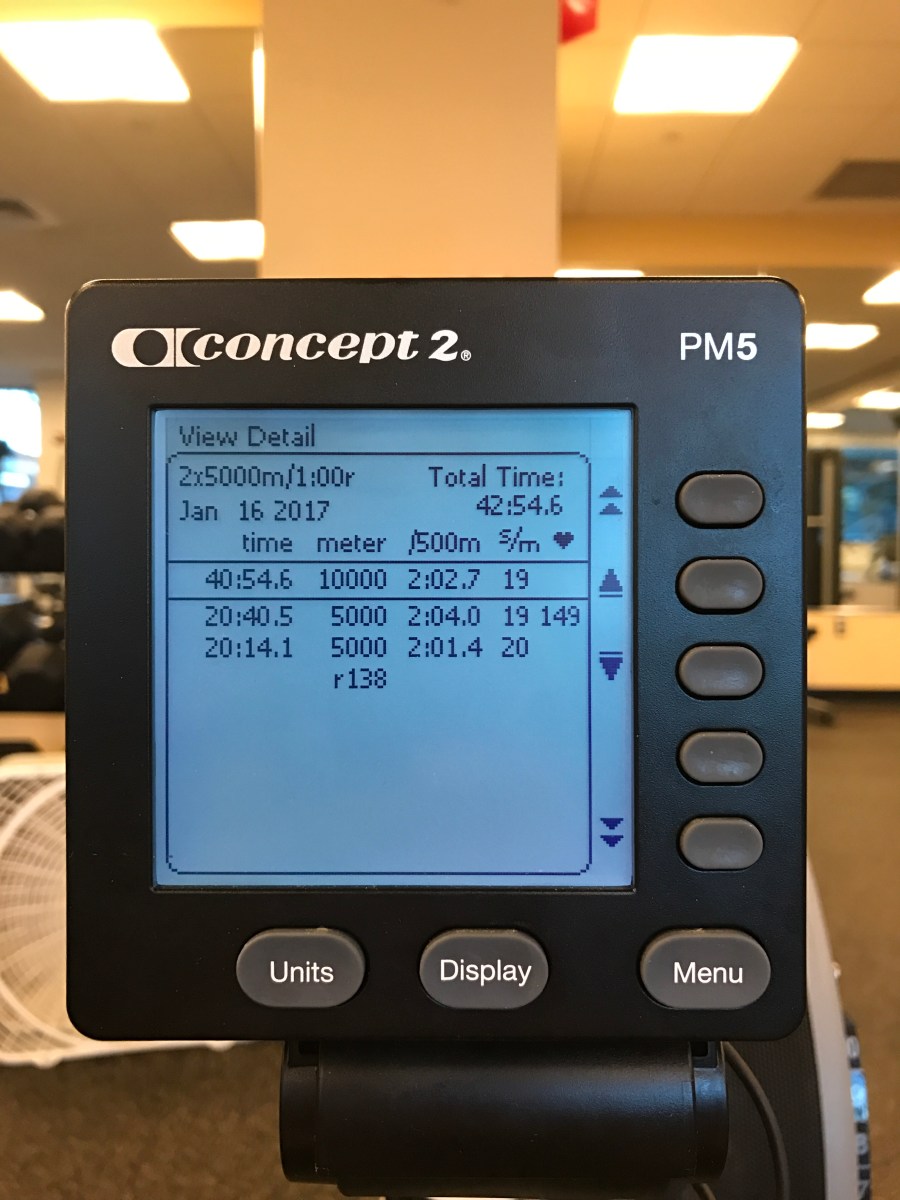 concept 2® PM5
View Detail
2x5000m/1:00r Total Time:
Jan 16 2017 42:54.6
time meter /500m s/m ♥
40:54.6 10000 2:02.7 19
20:40.5 5000 2:04.0 19 149
20:14.1 5000 2:01.4 20
r138
Units Display Menu